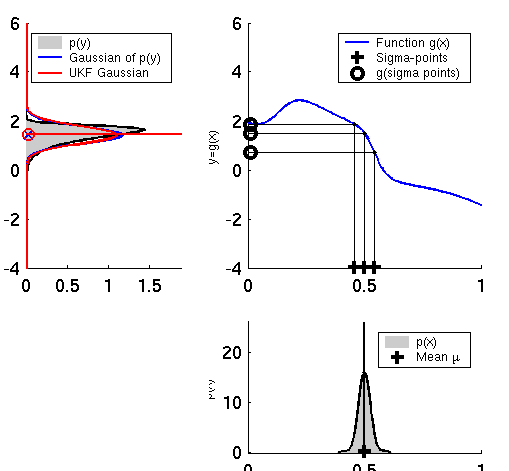 6
4
2
0
-2
-4
0
0.5
1
1.5
p(y)
Gaussian of p(y)
UKF Gaussian
6
4
2
0
-2
-4
0
0.5
1
y=g(x)
Function g(x)
Sigma-points
g(sigma points)
20
10
0
0
0.5
1
p(x)
Mean μ